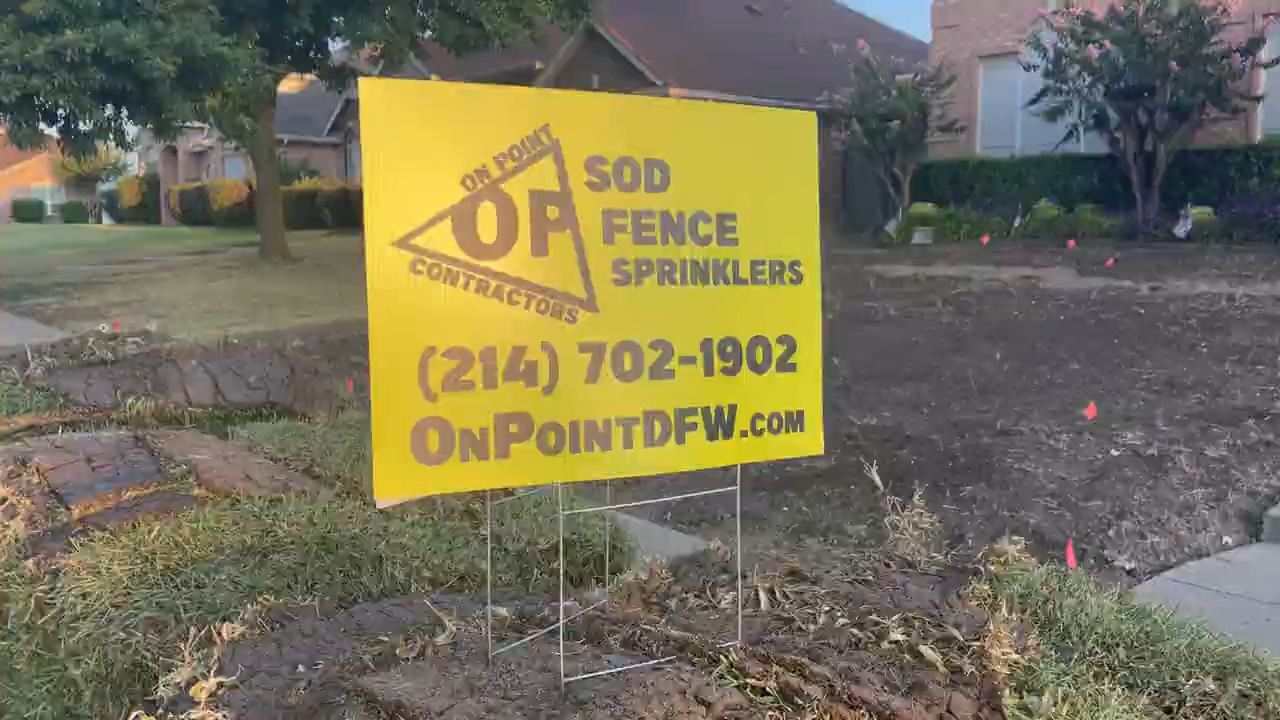 ON POINT
OP
CONTRACTORS
SOD
FENCE
SPRINKLERS
(214) 702-1902
ONPOINTDFW.COM